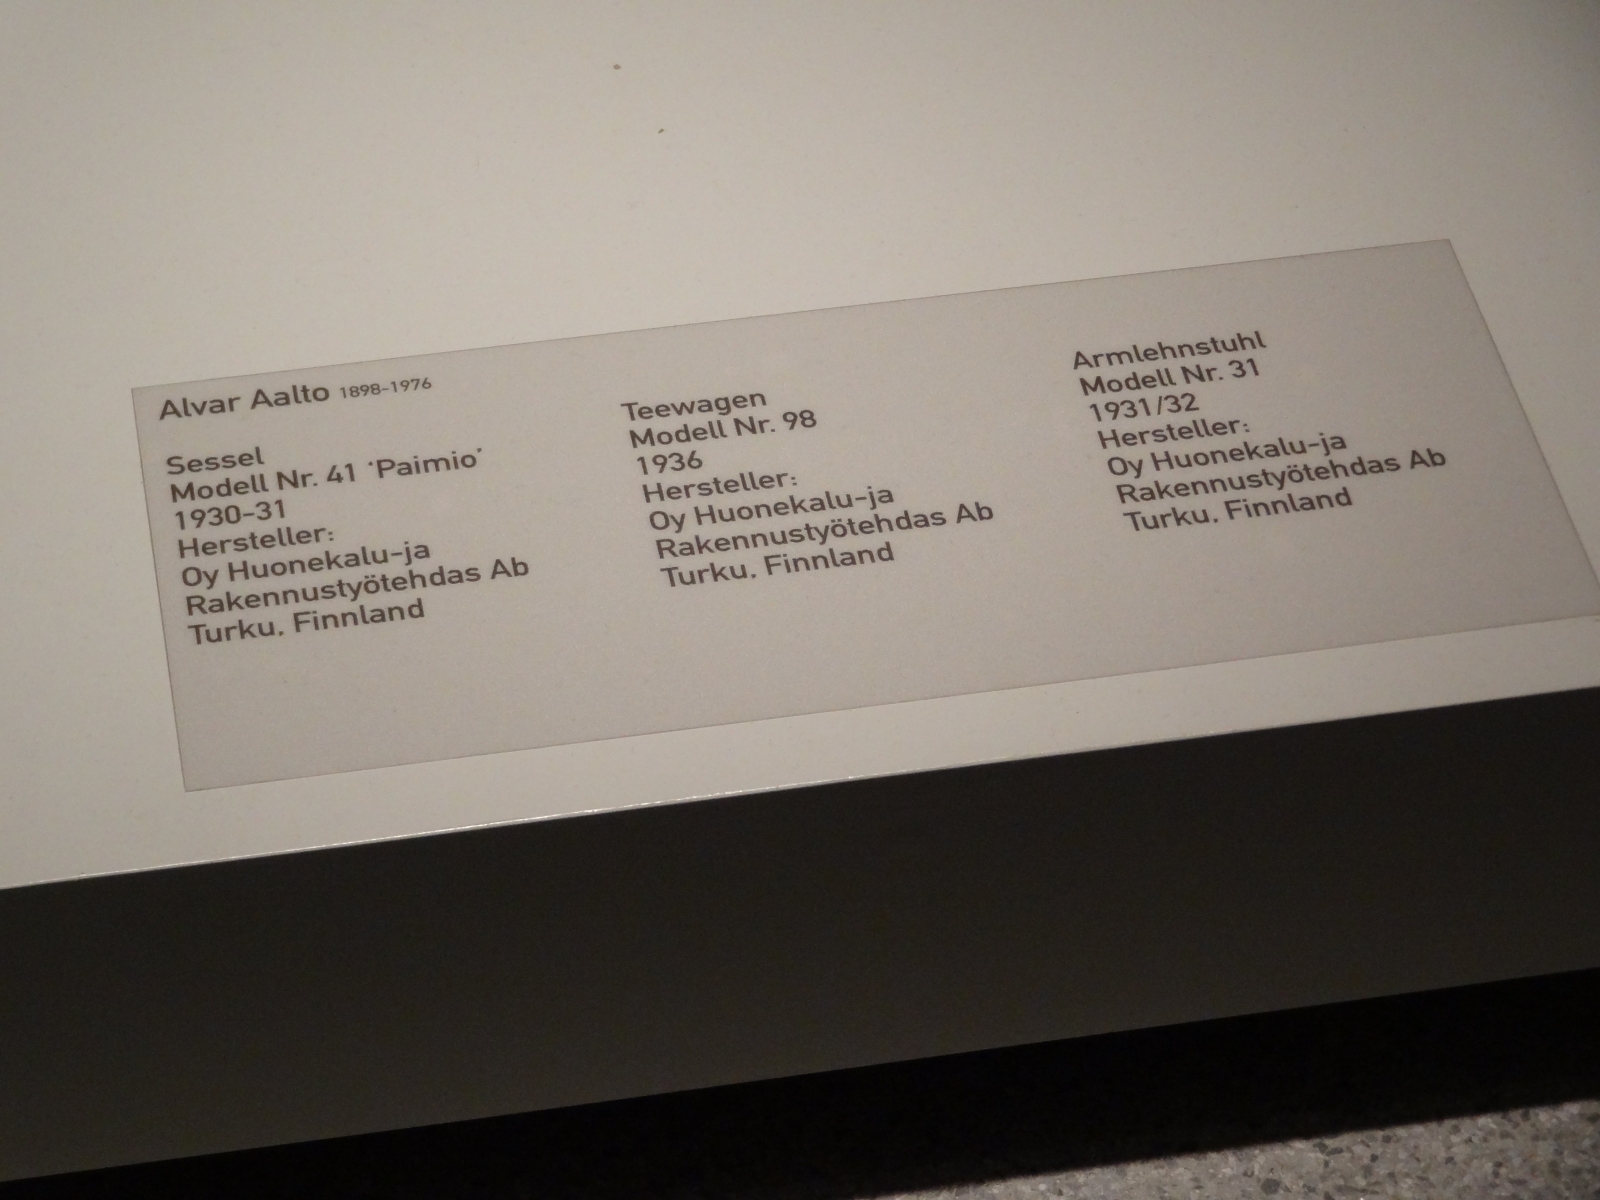 Alvar Aalto 1898-1976
Sessel
Modell Nr. 41 'Paimio'
1930-31
Hersteller:
Oy Huonekalu-ja
Rakennustyötehdas Ab
Turku, Finnland
Teewagen
Modell Nr. 98
1936
Hersteller:
Oy Huonekalu-ja
Rakennustyötehdas Ab
Turku, Finnland
Armlehnstuhl
Modell Nr. 31
1931/32
Hersteller:
Oy Huonekalu-ja
Rakennustyötehdas Ab
Turku, Finnland